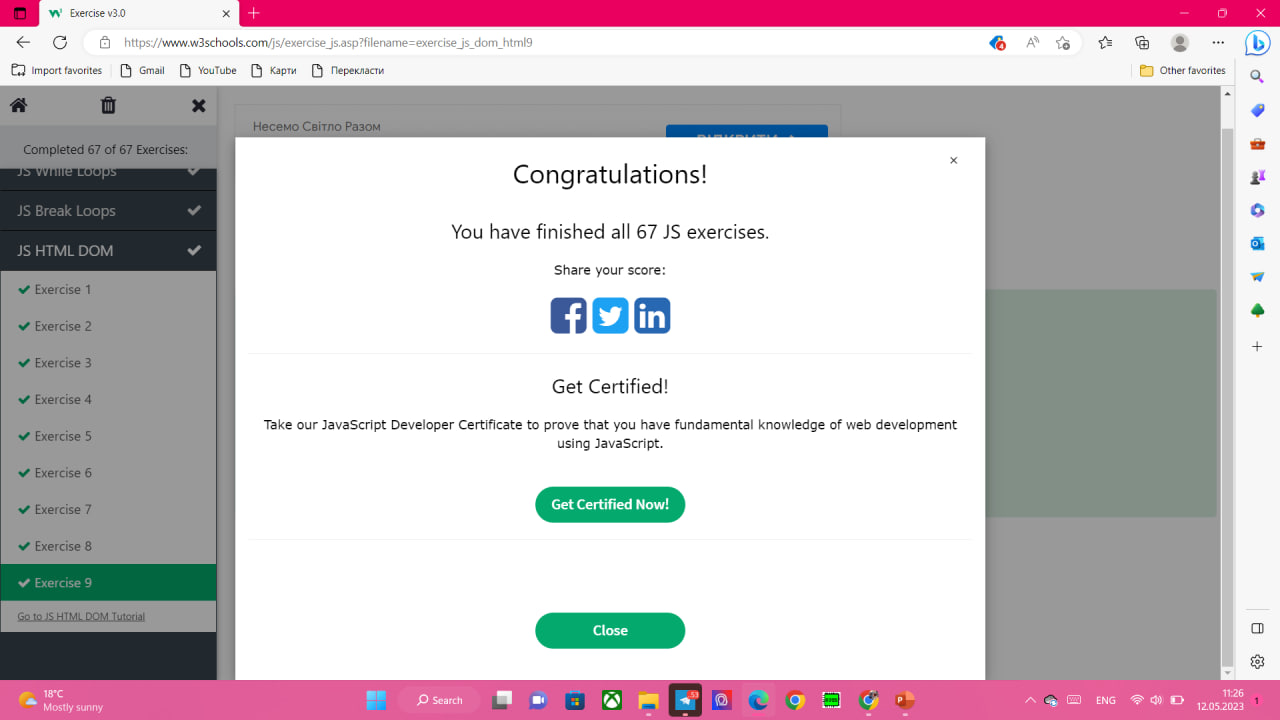 Exercise v3.0
https://www.w3schools.com/js/exercise_js.asp?filename=exercise_js_dom_html9
4
Import favorites
Gmail
YouTube
Карти
Перекласти
Other favorites
Completed 67 of 67 Exercises:
JS While Loops
JS Break Loops
JS HTML DOM
Exercise 1
Exercise 2
Exercise 3
Exercise 4
Exercise 5
Exercise 6
Exercise 7
Exercise 8
Exercise 9
Go to JS HTML DOM Tutorial
Несемо Світло Разом
ВІДКРИТИ
Congratulations!
×
You have finished all 67 JS exercises.
Share your score:
Get Certified!
Take our JavaScript Developer Certificate to prove that you have fundamental knowledge of web development
using JavaScript.
Get Certified Now!
Close
18°C
Mostly sunny
Search
53
ENG
11:26
12.05.2023
1